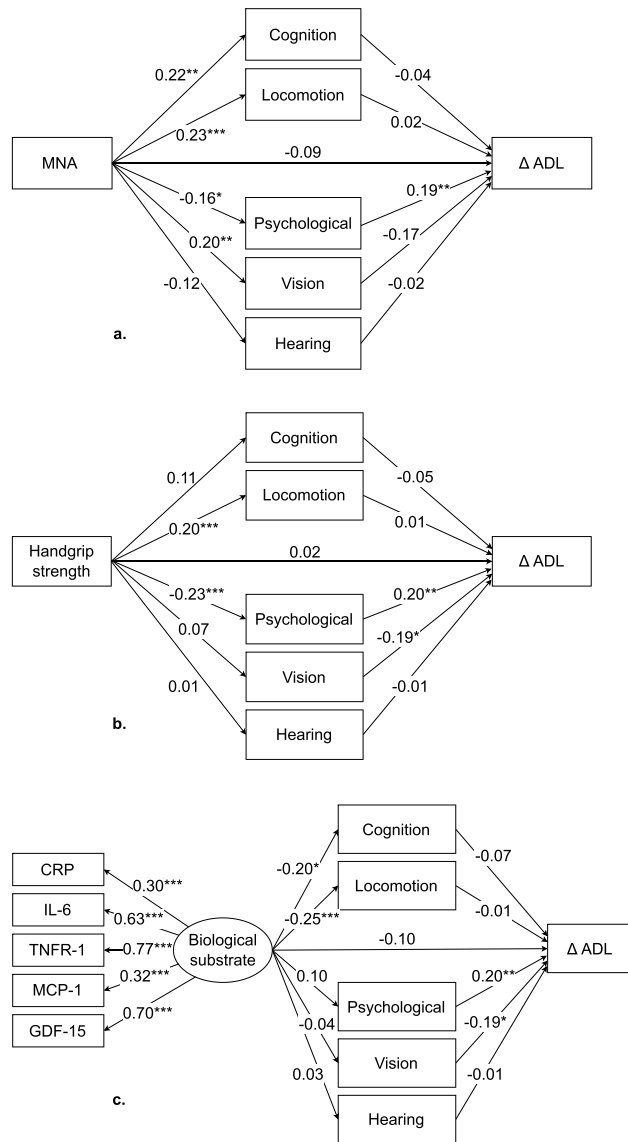 Cognition
0.22**
-0.04
Locomotion
0.23***
0.02
MNA
-0.09
Δ ADL
-0.16*
0.19**
Psychological
0.20**
-0.17
Vision
-0.12
-0.02
Hearing
a.
Cognition
0.11
-0.05
Locomotion
0.20***
0.01
Handgrip
strength
0.02
Δ ADL
-0.23***
0.20**
Psychological
0.07
-0.19*
Vision
0.01
-0.01
Hearing
b.
CRP
0.30***
IL-6
0.63***
TNFR-1
0.77***
MCP-1
0.32***
GDF-15
0.70***
Biological
substrate
Cognition
-0.20*
-0.07
Locomotion
-0.25***
-0.01
-0.10
Δ ADL
0.10
0.20**
Psychological
-0.04
-0.19*
Vision
0.03
-0.01
Hearing
c.